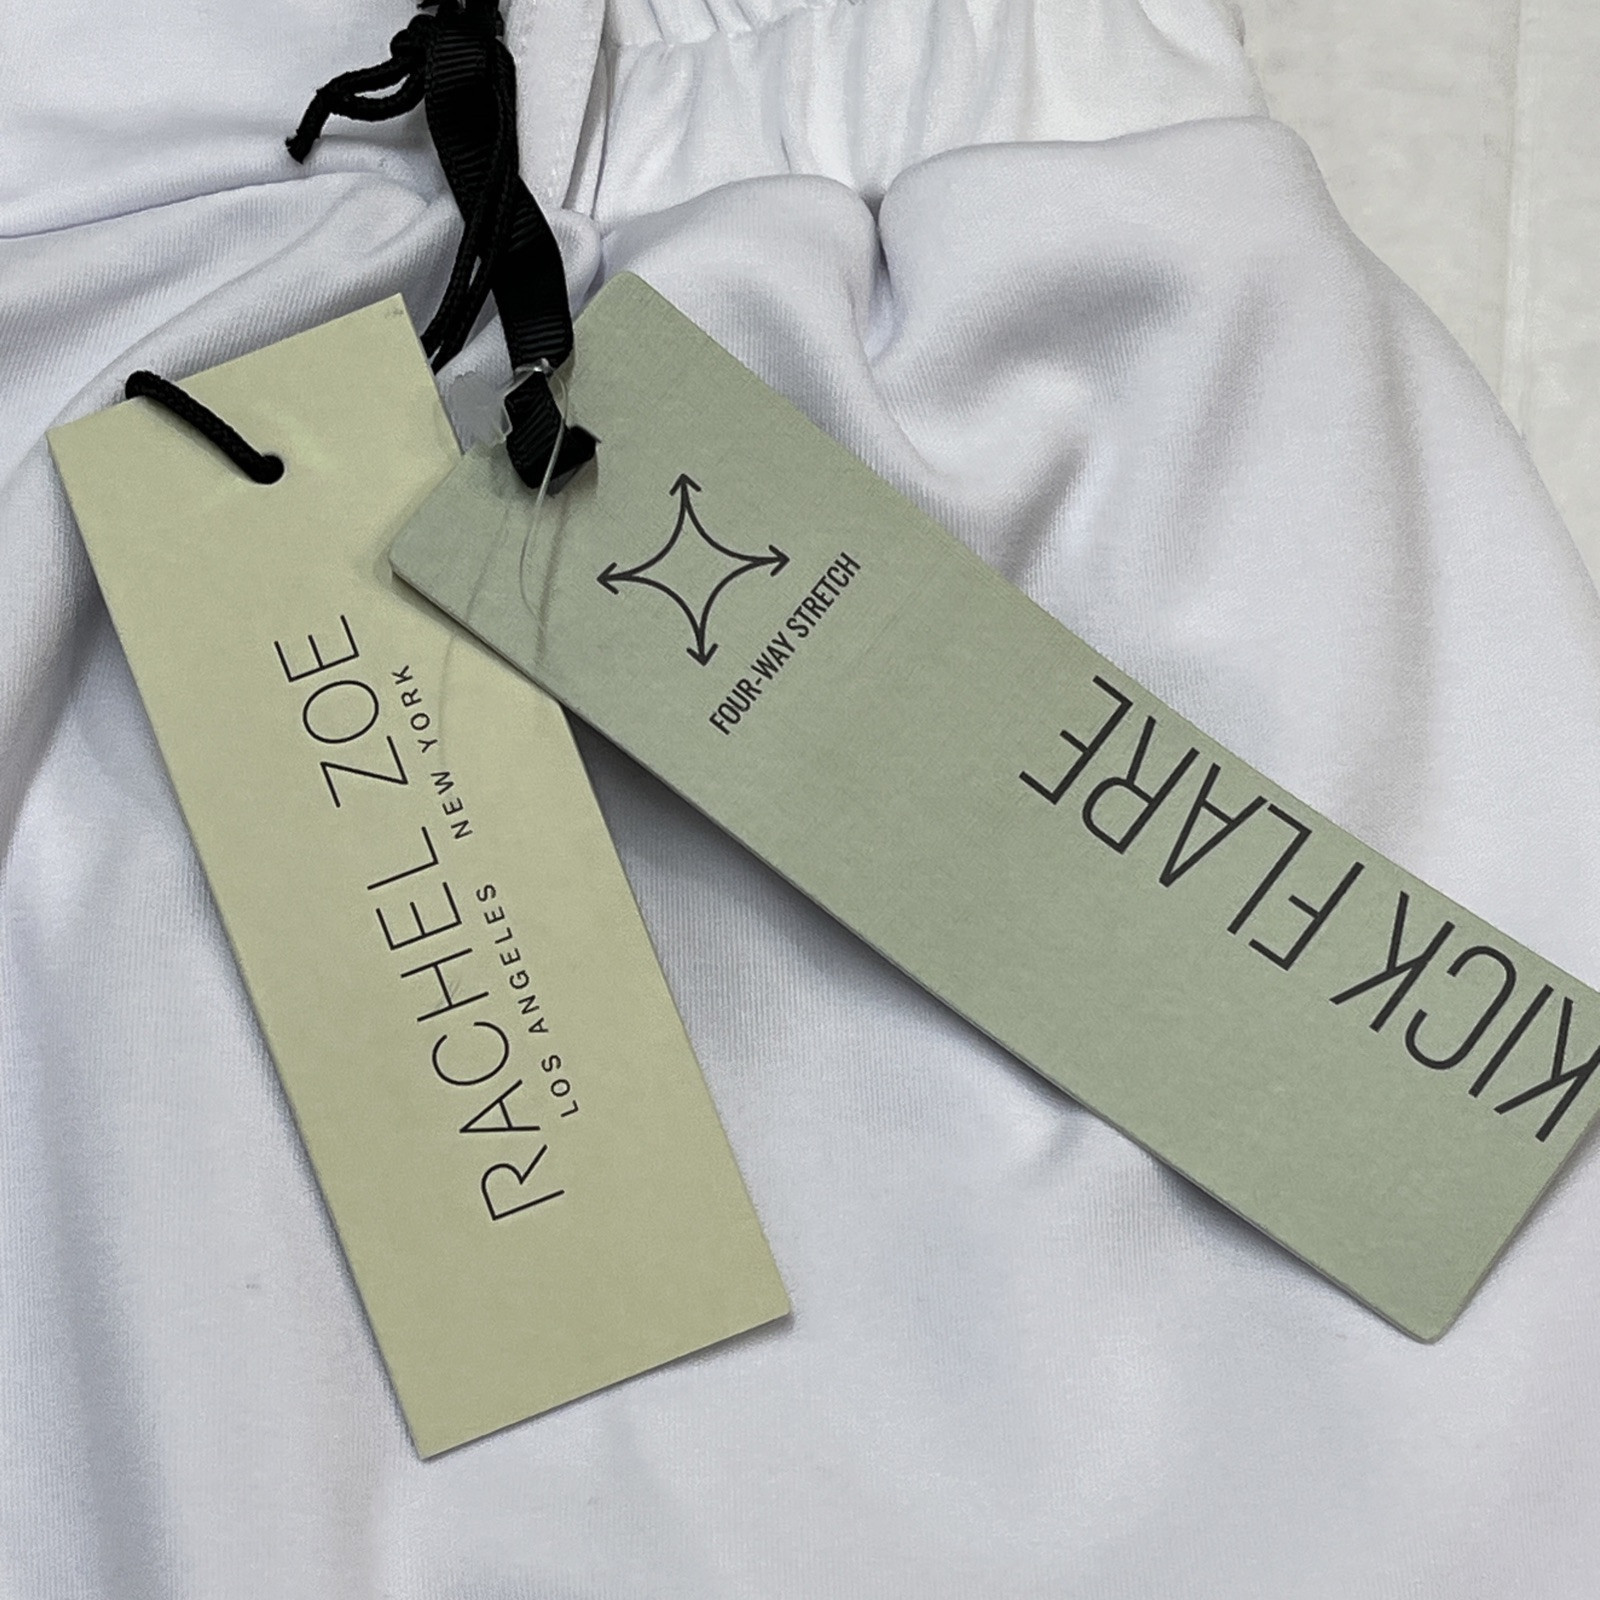 RACHEL ZOE
LOS ANGELES NEW YORK
FOUR-WAY STRETCH
KICK FLARE